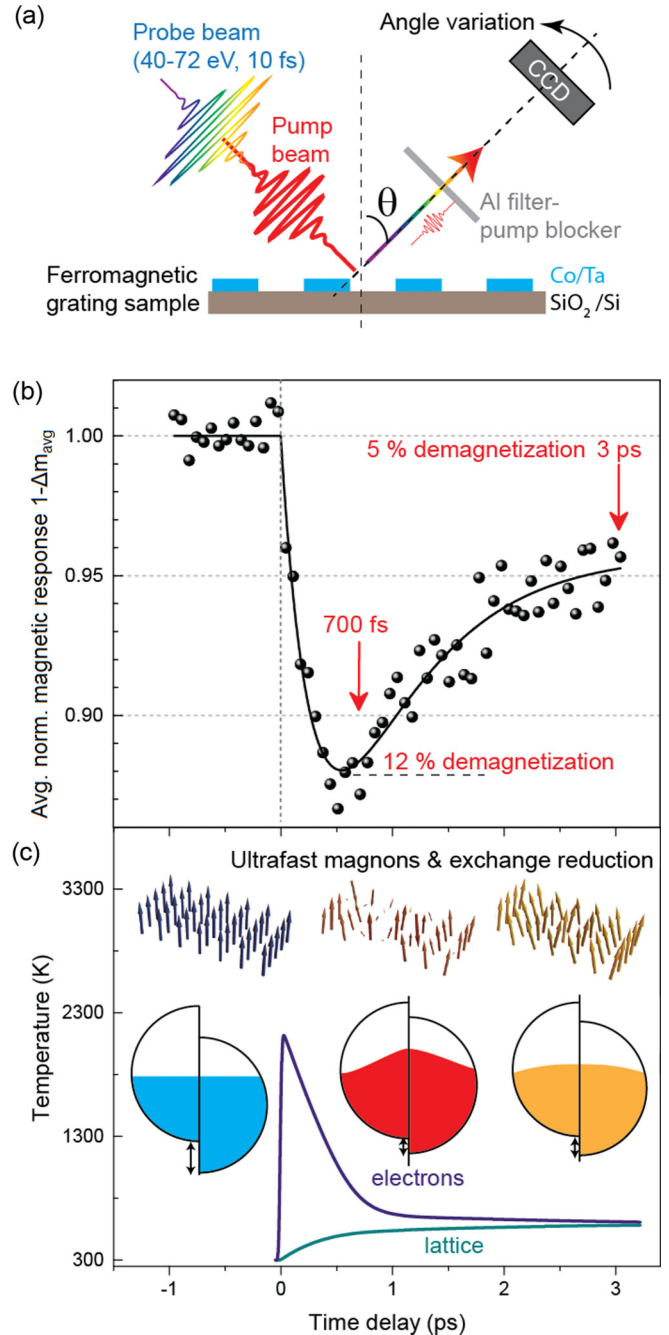 (a)
Probe beam
(40-72 eV, 10 fs)
Angle variation
CCD
Pump
beam
θ
Al filter-
pump blocker
Ferromagnetic
grating sample
Co/Ta
SiO2/Si
(b)
Avg. norm. magnetic response 1-Δmavg
1.00
0.95
0.90
5 % demagnetization 3 ps
700 fs
12 % demagnetization
(c)
Ultrafast magnons & exchange reduction
Temperature (K)
3300
2300
1300
300
electrons
lattice
-1 0 1 2 3
Time delay (ps)